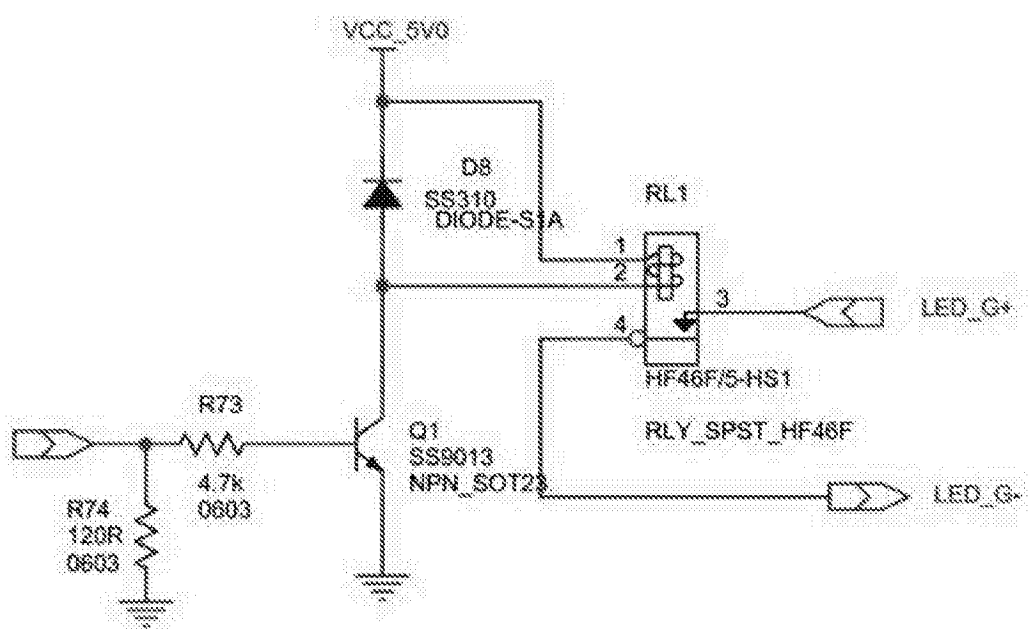 VCC_5V0
D8
SS310
DIODE-S1A
RL1
1
2
3
4
LED_G+
HF46F/5-HS1
RLY_SPST_HF46F
R73
4.7k
0603
Q1
SS9013
NPN_SOT23
R74
120R
0603
LED_G-